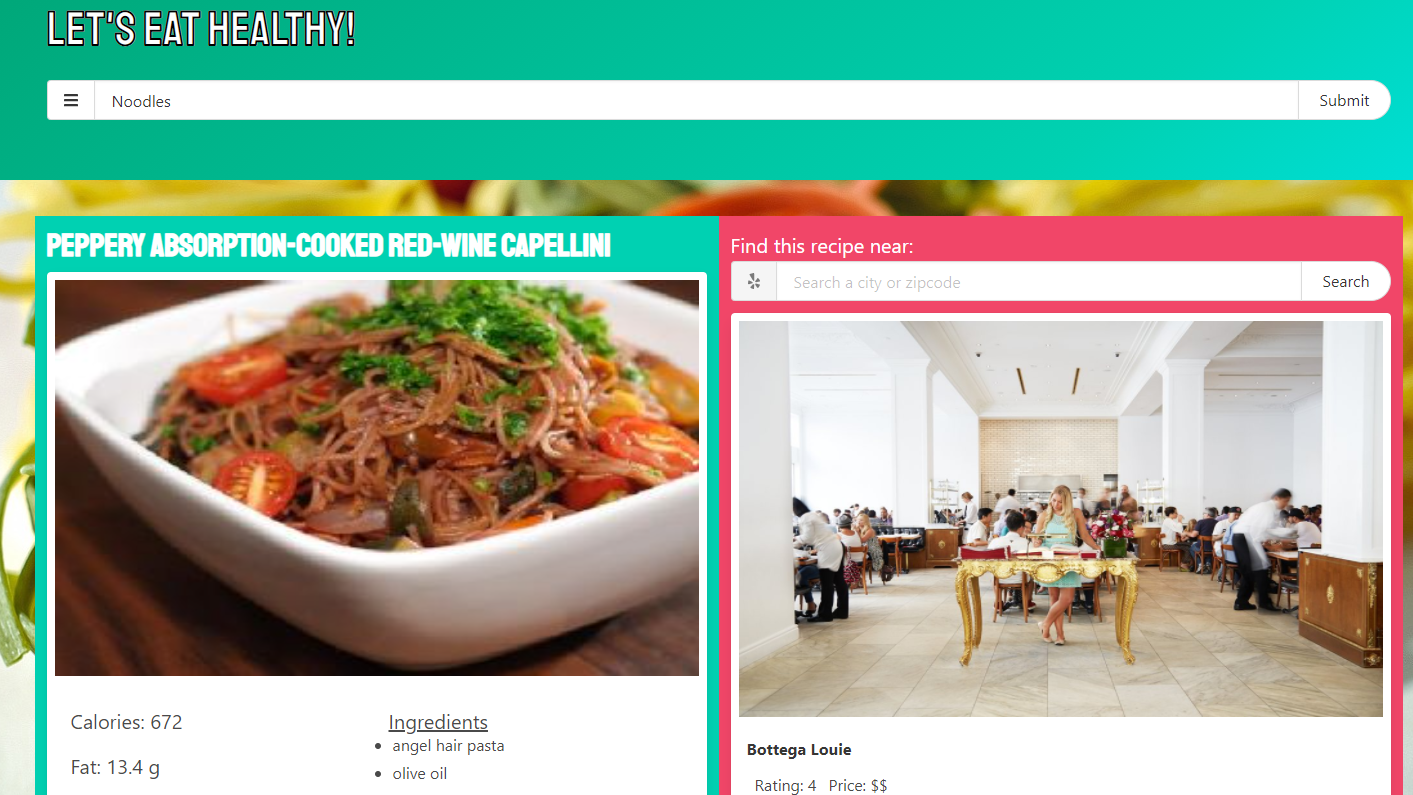 LET'S EAT HEALTHY!
Noodles
Submit
PEPPERY ABSORPTION-COOKED RED-WINE CAPELLINI
Calories: 672
Fat: 13.4 g
Ingredients
angel hair pasta
olive oil
Find this recipe near:
Search a city or zipcode
Search
Bottega Louie
Rating: 4 Price: $$